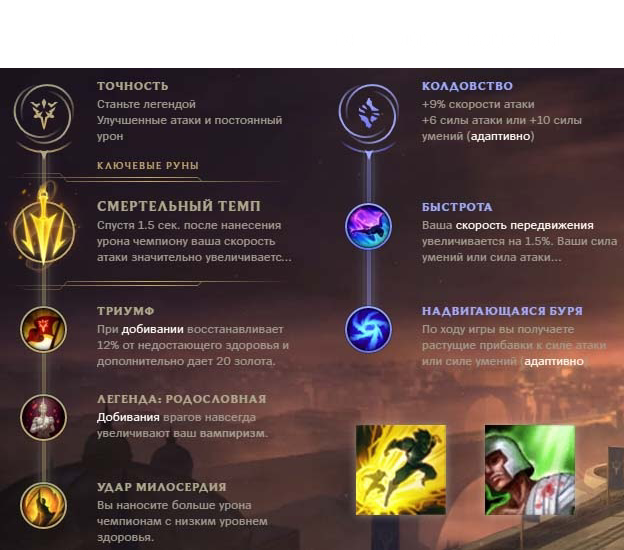 ТОЧНОСТЬ
Станьте легендой
Улучшенные атаки и постоянный
урон
КЛЮЧЕВЫЕ РУНЫ
СМЕРТЕЛЬНЫЙ ТЕМП
Спустя 1.5 сек. после нанесения
урона чемпиону ваша скорость
атаки значительно увеличиваетс...
ТРИУМФ
При добивании восстанавливает
12% от недостающего здоровья и
дополнительно дает 20 золота.
ЛЕГЕНДА: РОДОСЛОВНАЯ
Добивания врагов навсегда
увеличивают ваш вампиризм.
УДАР МИЛОСЕРДИЯ
Вы наносите больше урона
чемпионам с низким уровнем
здоровья.
КОЛДОВСТВО
+9% скорости атаки
+6 силы атаки или +10 силы
умений (адаптивно)
БЫСТРОТА
Ваша скорость передвижения
увеличивается на 1.5%. Ваши сила
умений или сила атаки...
НАДВИГАЮЩАЯСЯ БУРЯ
По ходу игры вы получаете
растущие прибавки к силе атаки
или силе умений (адаптивно